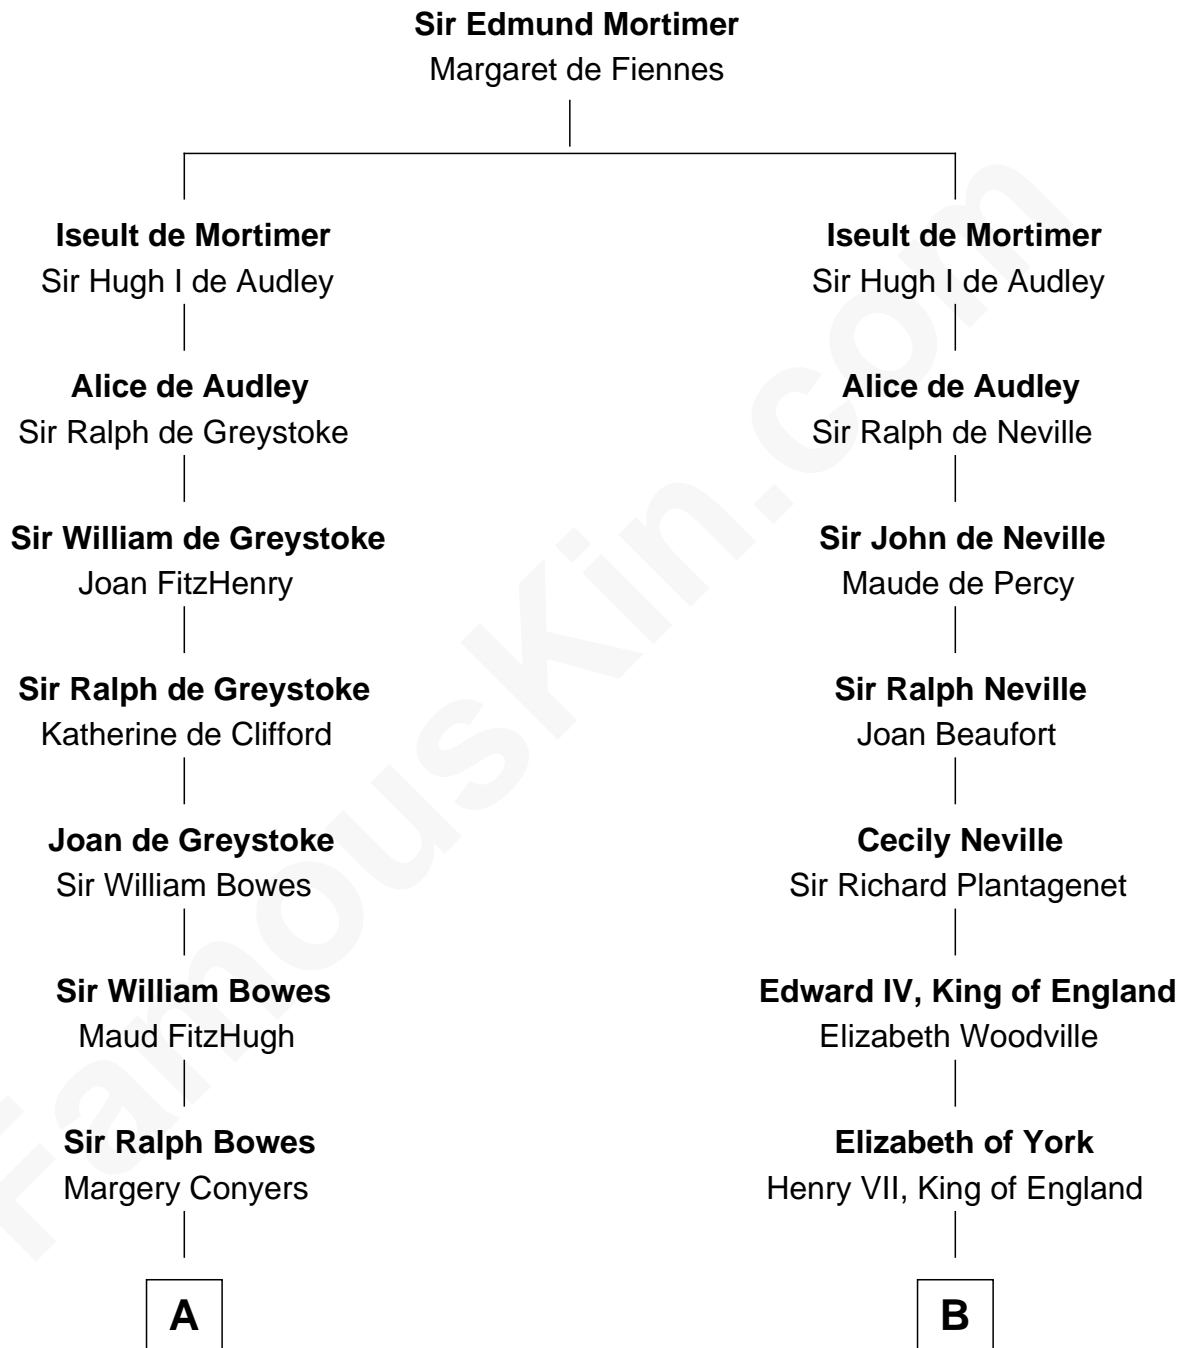 Sir Edmund Mortimer
Margaret de Fiennes
Iseult de Mortimer
Sir Hugh I de Audley
Alice de Audley
Sir Ralph de Greystoke
Sir William de Greystoke
Joan FitzHenry
Sir Ralph de Greystoke
Katherine de Clifford
Joan de Greystoke
Sir William Bowes
Sir William Bowes
Maud FitzHugh
Sir Ralph Bowes
Margery Conyers
A
Iseult de Mortimer
Sir Hugh I de Audley
Alice de Audley
Sir Ralph de Neville
Sir John de Neville
Maude de Percy
Sir Ralph Neville
Joan Beaufort
Cecily Neville
Sir Richard Plantagenet
Edward IV, King of England
Elizabeth Woodville
Elizabeth of York
Henry VII, King of England
B
FamousKin.com